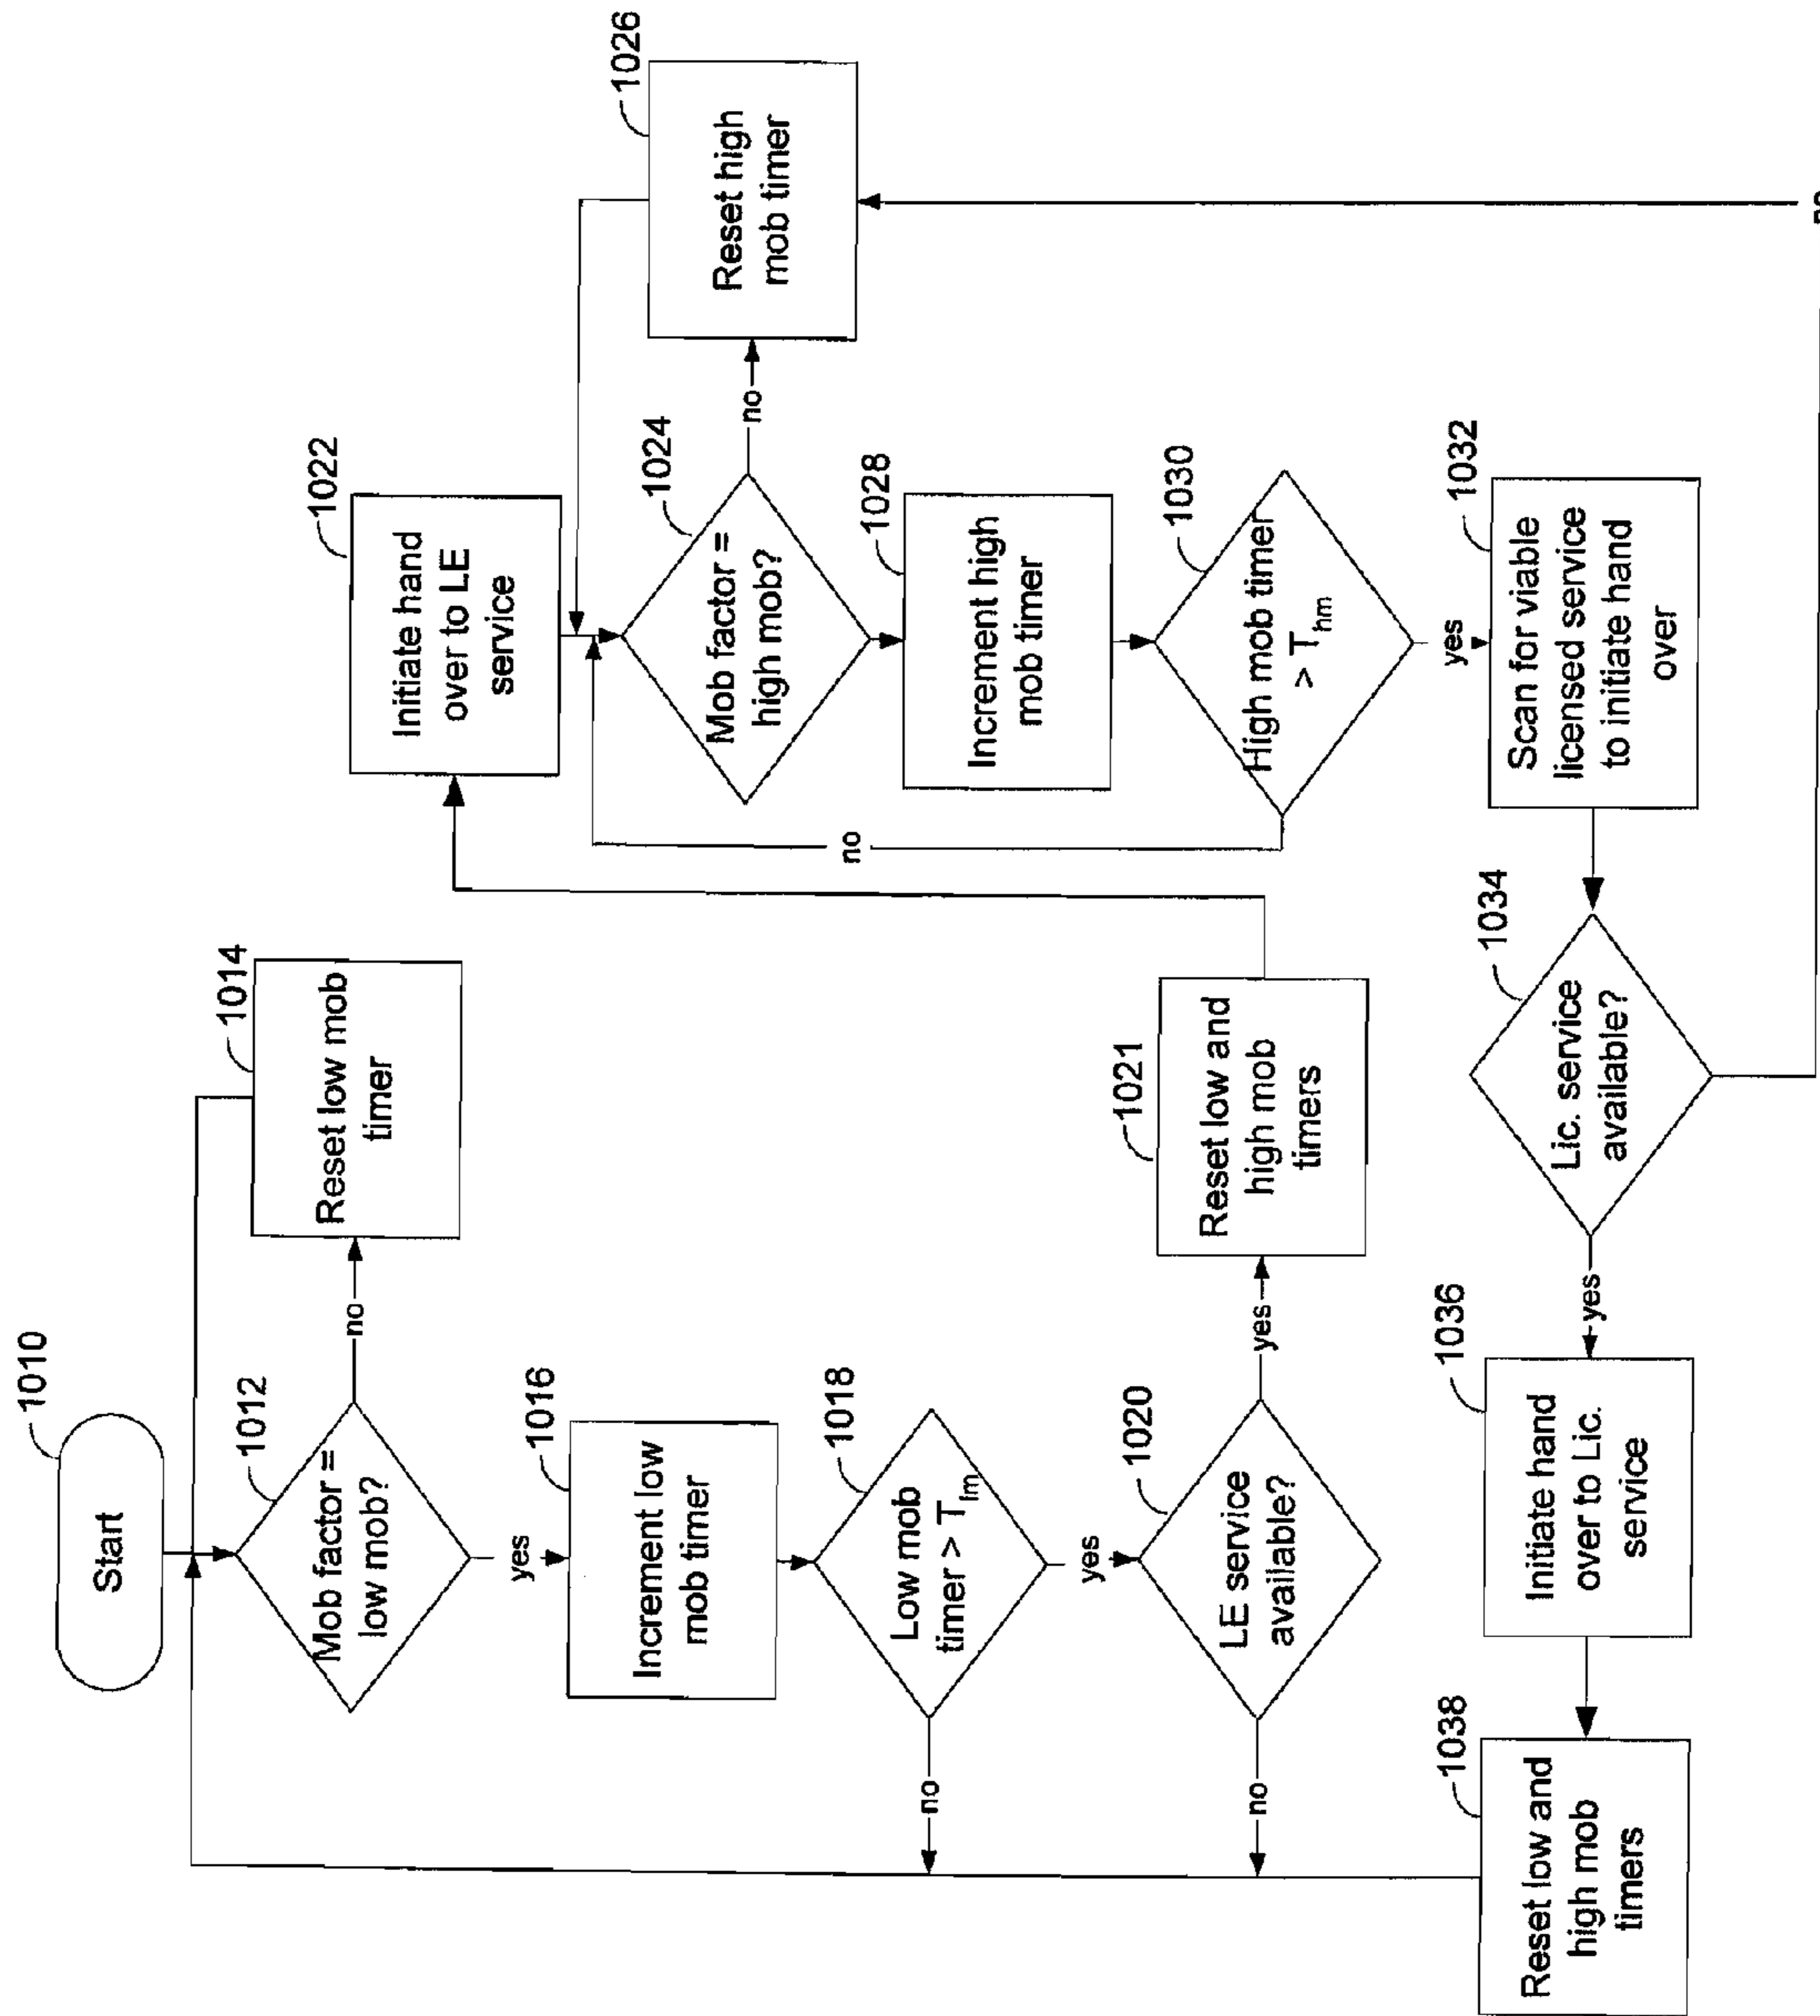 1010
Start
1012
Mob factor =
low mob?
no
1014
Reset low mob
timer
yes
1016
Increment low
mob timer
1018
Low mob
timer > Tlm
no
yes
1020
LE service
available?
no
yes
1021
Reset low and
high mob
timers
1022
Initiate hand
over to LE
service
1024
Mob factor =
high mob?
no
1026
Reset high
mob timer
1028
Increment high
mob timer
1030
High mob timer
> Thm
no
yes
1032
Scan for viable
licensed service
to initiate hand
over
1034
Lic. service
available?
yes
1036
Initiate hand
over to Lic.
service
1038
Reset low and
high mob
timers